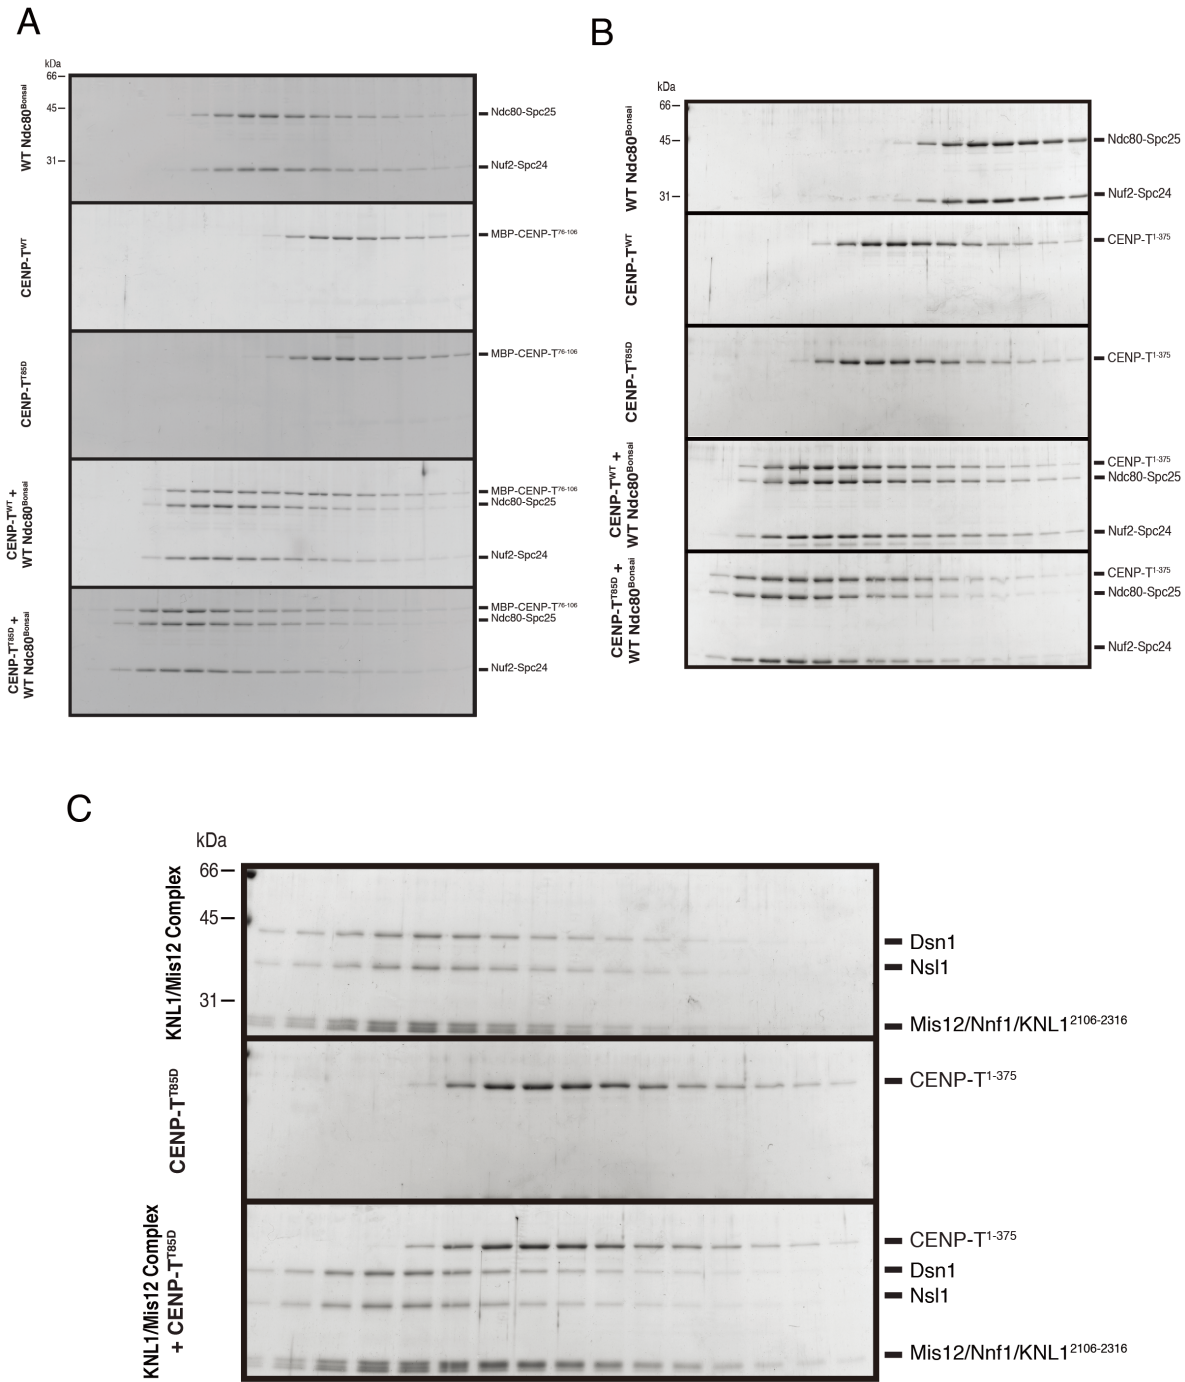 A
kDa
66
45
31
WT Ndc80Bonsai
Ndc80-Spc25
Nuf2-Spc24
CENP-TWT
MBP-CENP-T76-106
CENP-TT85D
MBP-CENP-T76-106
CENP-TWT +
WT Ndc80Bonsai
MBP-CENP-T76-106
Ndc80-Spc25
Nuf2-Spc24
CENP-TT85D +
WT Ndc80Bonsai
MBP-CENP-T76-106
Ndc80-Spc25
Nuf2-Spc24
B
kDa
66
45
31
WT Ndc80Bonsai
Ndc80-Spc25
Nuf2-Spc24
CENP-TWT
CENP-T1-375
CENP-TT85D
CENP-T1-375
CENP-TWT +
WT Ndc80Bonsai
CENP-T1-375
Ndc80-Spc25
Nuf2-Spc24
CENP-TT85D +
WT Ndc80Bonsai
CENP-T1-375
Ndc80-Spc25
Nuf2-Spc24
C
kDa
66
45
31
KNL1/Mis12 Complex
Dsn1
Nsl1
Mis12/Nnf1/KNL12106-2316
CENP-TT85D
CENP-T1-375
KNL1/Mis12 Complex
+ CENP-TT85D
CENP-T1-375
Dsn1
Nsl1
Mis12/Nnf1/KNL12106-2316